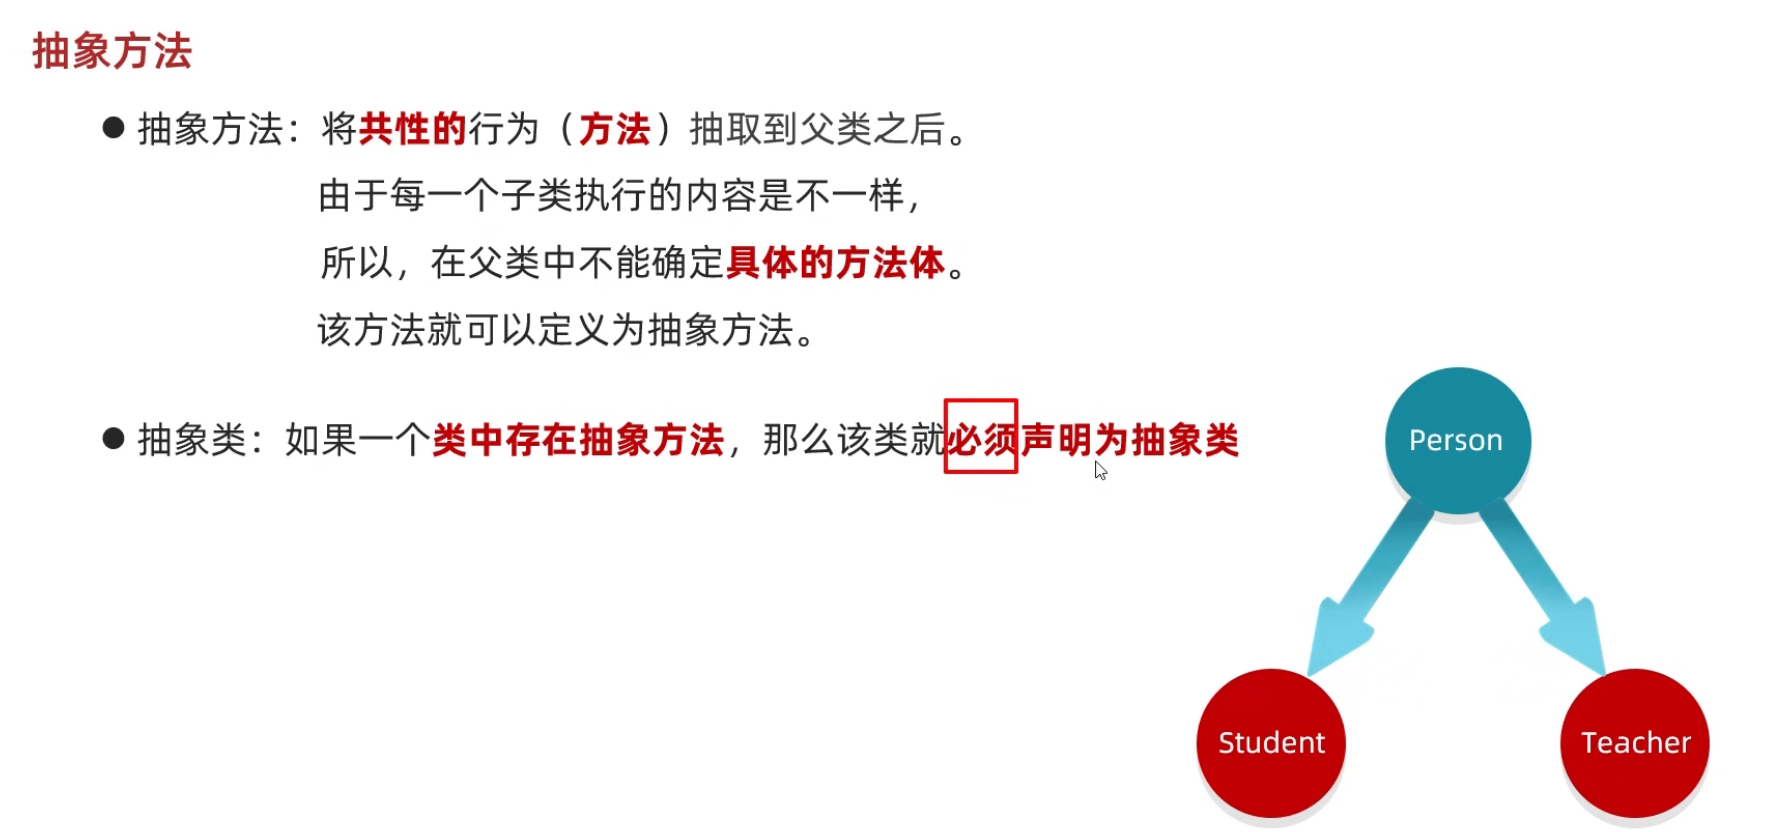 抽象方法
● 抽象方法：将共性的行为（方法）抽取到父类之后。
由于每一个子类执行的内容是不一样，
所以，在父类中不能确定具体的方法体。
该方法就可以定义为抽象方法。
● 抽象类：如果一个类中存在抽象方法，那么该类就必须声明为抽象类
Person
Student
Teacher